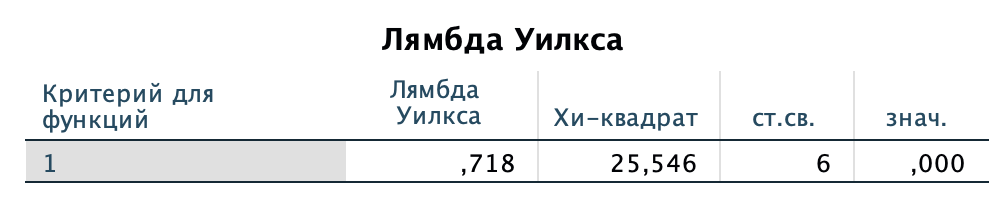 Лямбда Уилкса
Критерий для функций Лямбда Уилкса Хи-квадрат ст.св. знач.
1 ,718 25,546 6 ,000